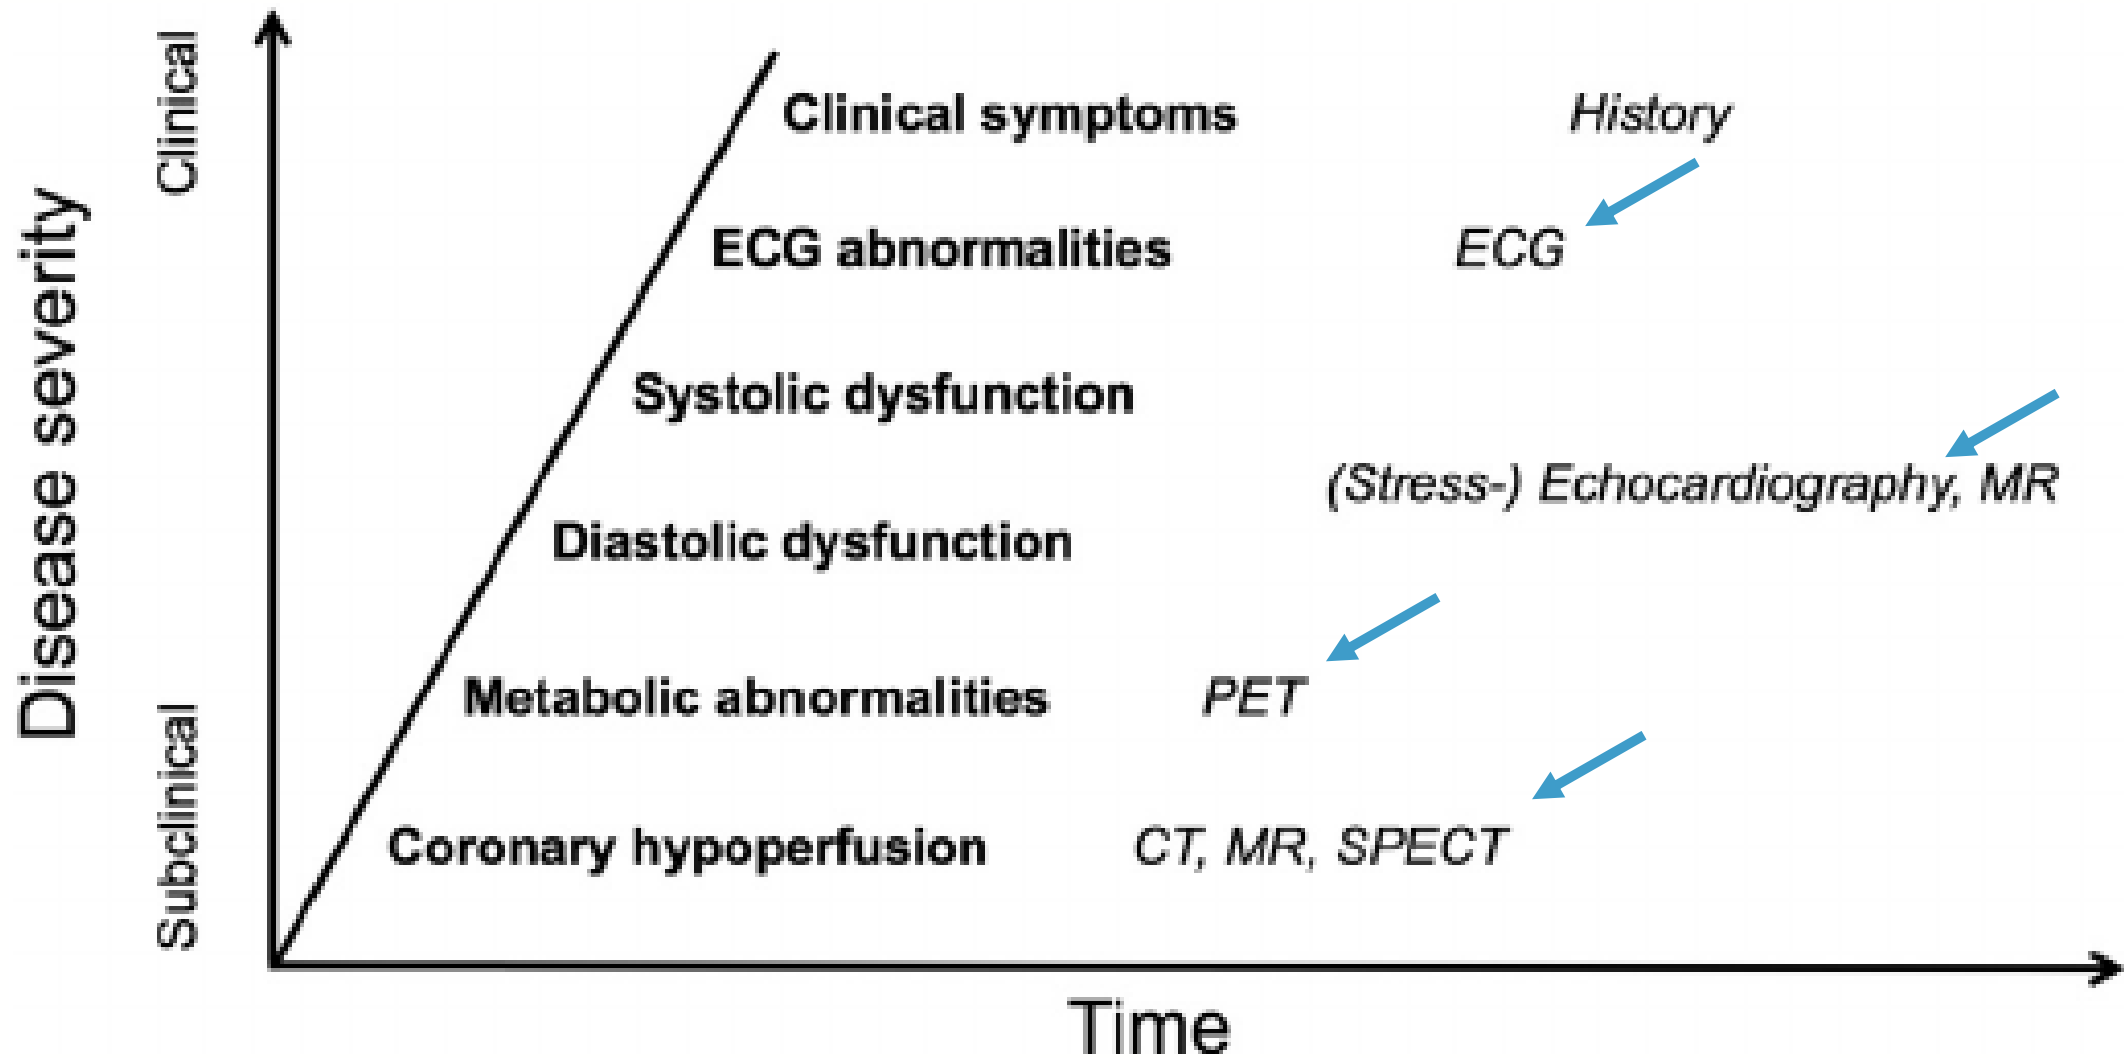 Disease severity
Clinical
Subclinical
Clinical symptoms History
ECG abnormalities ECG
Systolic dysfunction
(Stress-) Echocardiography, MR
Diastolic dysfunction
Metabolic abnormalities PET
Coronary hypoperfusion CT, MR, SPECT
Time